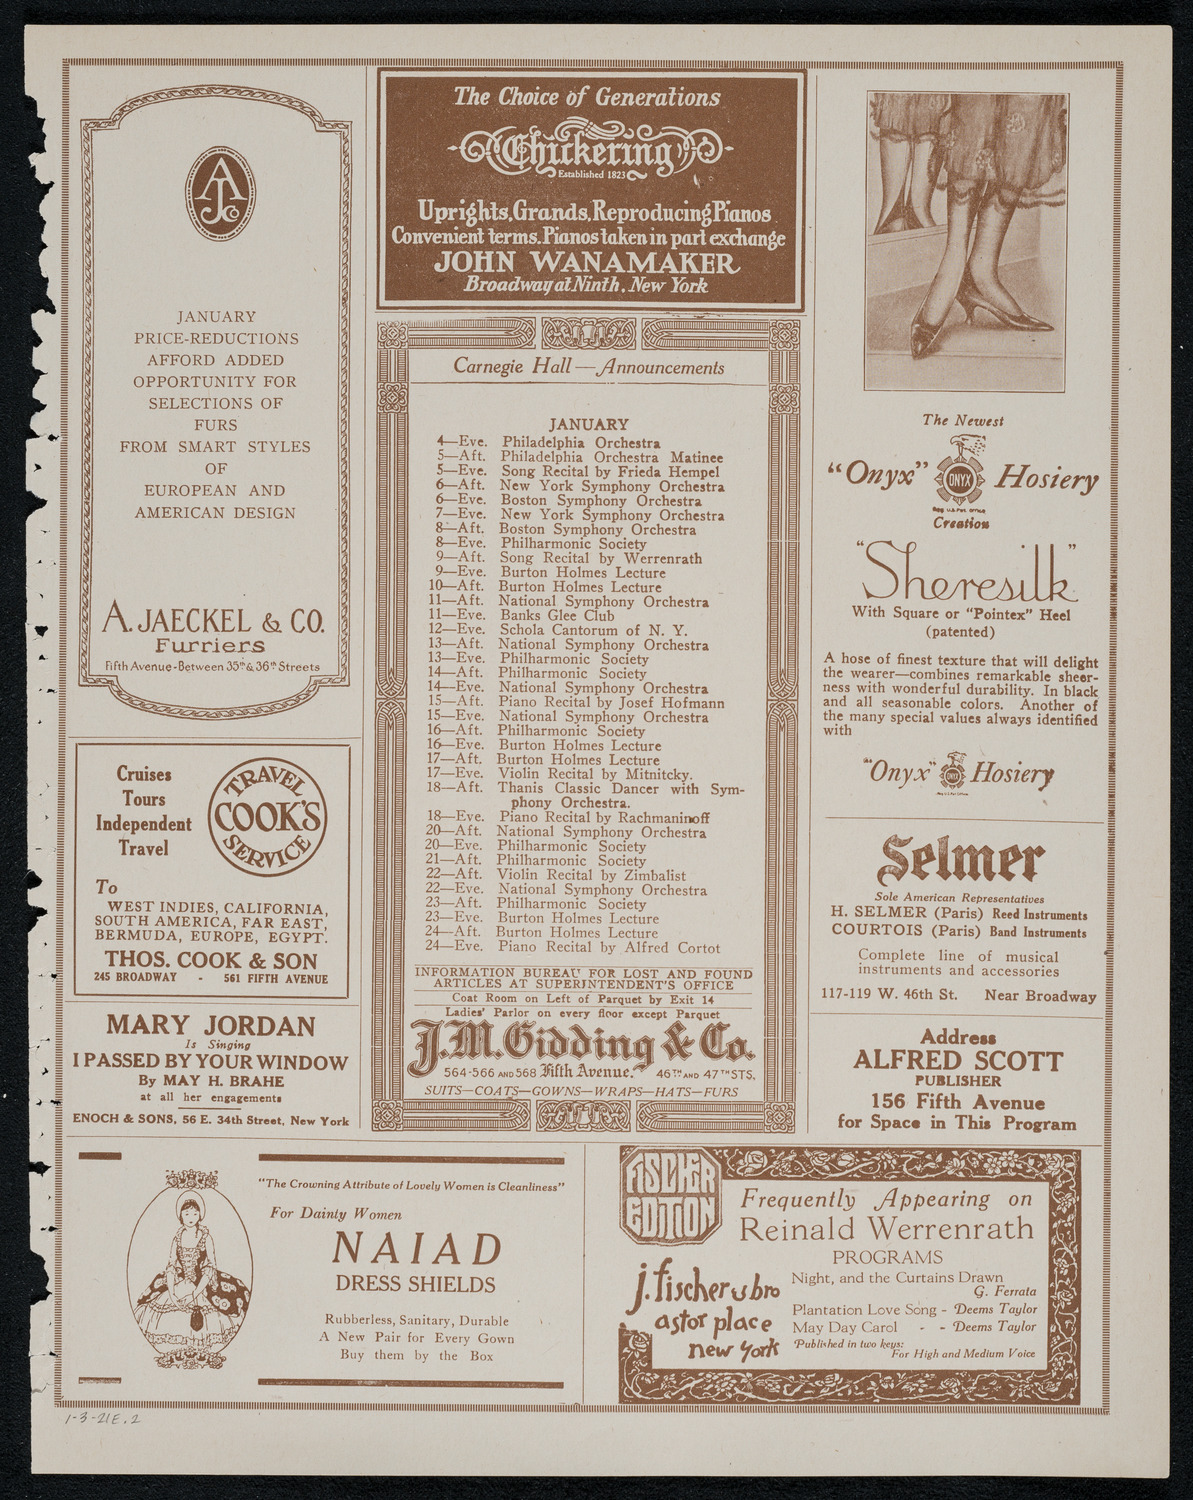 AJCo
JANUARY
PRICE-REDUCTIONS
AFFORD ADDED
OPPORTUNITY FOR
SELECTIONS OF
FURS
FROM SMART STYLES
OF
EUROPEAN AND
AMERICAN DESIGN
A. JAECKEL & CO.
Furriers
Fifth Avenue-Between 35th & 36th Streets
Cruises
Tours
Independent
Travel
TRAVEL
COOK'S
SERVICE
To
WEST INDIES, CALIFORNIA,
SOUTH AMERICA, FAR EAST,
BERMUDA, EUROPE, EGYPT.
THOS. COOK & SON
245 BROADWAY - 561 FIFTH AVENUE
MARY JORDAN
Is Singing
I PASSED BY YOUR WINDOW
By MAY H. BRAHE
at all her engagements
ENOCH & SONS, 56 E. 34th Street, New York
The Choice of Generations
Chickering
Established 1823
Uprights, Grands, Reproducing Pianos
Convenient terms. Pianos taken in part exchange
JOHN WANAMAKER
Broadway at Ninth, New York
Carnegie Hall—Announcements
JANUARY
4—Eve. Philadelphia Orchestra
5—Aft. Philadelphia Orchestra Matinee
5—Eve. Song Recital by Frieda Hempel
6—Aft. New York Symphony Orchestra
6—Eve. Boston Symphony Orchestra
7—Eve. New York Symphony Orchestra
8—Aft. Boston Symphony Orchestra
8—Eve. Philharmonic Society
9—Aft. Song Recital by Werrenrath
9—Eve. Burton Holmes Lecture
10—Aft. Burton Holmes Lecture
11—Aft. National Symphony Orchestra
11—Eve. Banks Glee Club
12—Eve. Schola Cantorum of N. Y.
13—Aft. National Symphony Orchestra
13—Eve. Philharmonic Society
14—Aft. Philharmonic Society
14—Eve. National Symphony Orchestra
15—Aft. Piano Recital by Josef Hofmann
15—Eve. National Symphony Orchestra
16—Aft. Philharmonic Society
16—Eve. Burton Holmes Lecture
17—Aft. Burton Holmes Lecture
17—Eve. Violin Recital by Mitnitcky.
18—Aft. Thanis Classic Dancer with Sym-
phony Orchestra.
18—Eve. Piano Recital by Rachmaninoff
20—Aft. National Symphony Orchestra
20—Eve. Philharmonic Society
21—Aft. Philharmonic Society
22—Aft. Violin Recital by Zimbalist
22—Eve. National Symphony Orchestra
23—Aft. Philharmonic Society
23—Eve. Burton Holmes Lecture
24—Aft. Burton Holmes Lecture
24—Eve. Piano Recital by Alfred Cortot
INFORMATION BUREAU FOR LOST AND FOUND
ARTICLES AT SUPERINTENDENT'S OFFICE
Coat Room on Left of Parquet by Exit 14
Ladies' Parlor on every floor except Parquet
J.M. Gidding & Co.
564-566 AND 568 Fifth Avenue. 46TH AND 47TH STS.
SUITS—COATS—GOWNS—WRAPS—HATS—FURS
The Newest
"Onyx" ONYX Hosiery
Reg. U.S. Pat. Office
Creation
"Sheresilk"
With Square or "Pointex" Heel
(patented)
A hose of finest texture that will delight
the wearer—combines remarkable sheer-
ness with wonderful durability. In black
and all seasonable colors. Another of
the many special values always identified
with
"Onyx" Hosiery
Selmer
Sole American Representatives
H. SELMER (Paris) Reed Instruments
COURTOIS (Paris) Band Instruments
Complete line of musical
instruments and accessories
117-119 W. 46th St. Near Broadway
Address
ALFRED SCOTT
PUBLISHER
156 Fifth Avenue
for Space in This Program
"The Crowning Attribute of Lovely Women is Cleanliness"
For Dainty Women
NAIAD
DRESS SHIELDS
Rubberless, Sanitary, Durable
A New Pair for Every Gown
Buy them by the Box
FISCHER
EDITION
j. fischer & bro
astor place
new york
Frequently Appearing on
Reinald Werrenrath
PROGRAMS
Night, and the Curtains Drawn
G. Ferrata
Plantation Love Song - Deems Taylor
May Day Carol - - Deems Taylor
Published in two keys:
For High and Medium Voice
1-3-21E.2